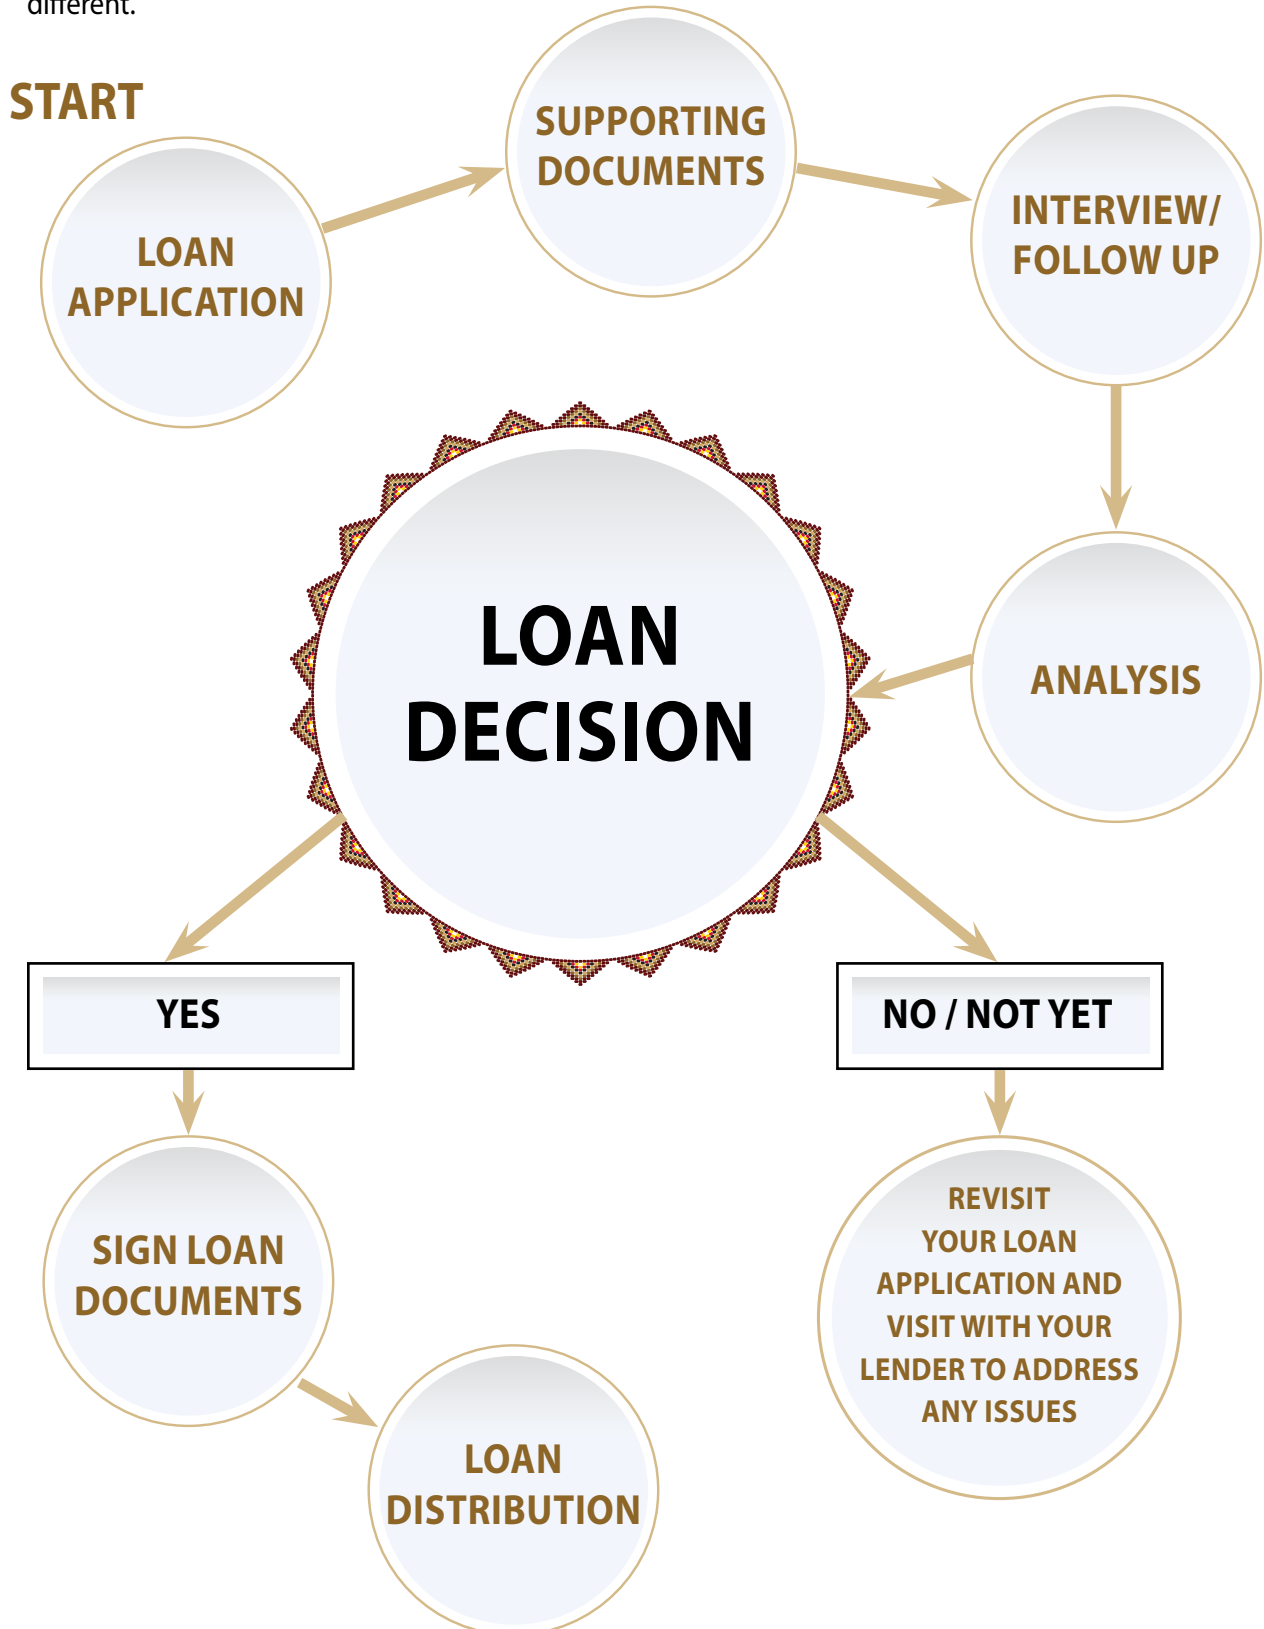 different.
START
LOAN
APPLICATION
SUPPORTING
DOCUMENTS
INTERVIEW/
FOLLOW UP
ANALYSIS
LOAN
DECISION
YES
SIGN LOAN
DOCUMENTS
LOAN
DISTRIBUTION
NO / NOT YET
REVISIT
YOUR LOAN
APPLICATION AND
VISIT WITH YOUR
LENDER TO ADDRESS
ANY ISSUES